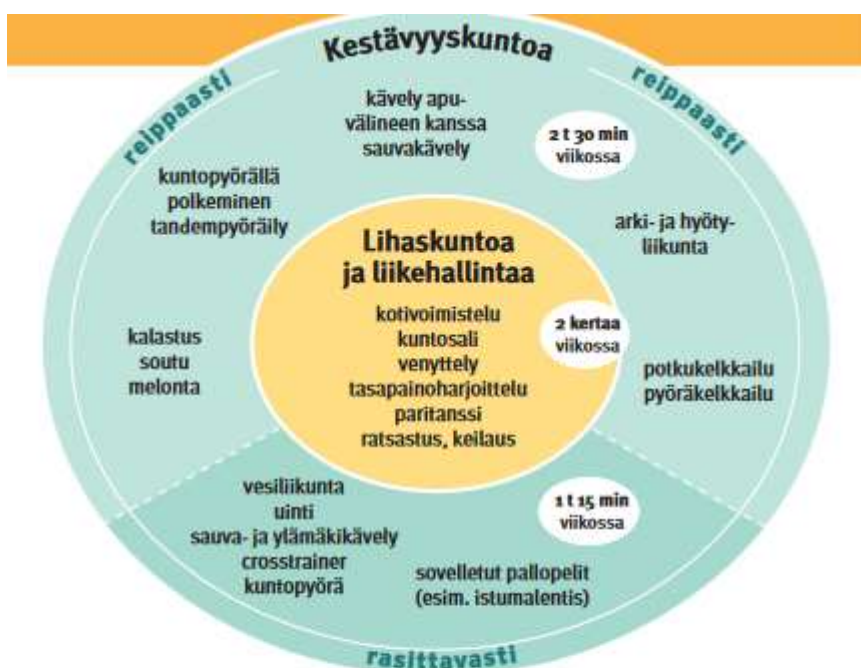 Kestävyyskuntoa
reippaasti
reippaasti
kävely apu-
välineen kanssa
sauvakävely
2 t 30 min
viikossa
kuntopyörällä
polkeminen
tandempyöräily
arki- ja hyöty-
liikunta
Lihaskuntoa
ja liikehallintaa
kotivoimistelu
kuntosali
venyttely
tasapainoharjoittelu
paritanssi
ratsastus, keilaus
2 kertaa
viikossa
kalastus
soutu
melonta
potkukelkkailu
pyöräkelkkailu
vesiliikunta
uinti
sauva- ja ylämäkikävely
crosstrainer
kuntopyörä
1 t 15 min
viikossa
sovelletut pallopelit
(esim. istumalentis)
rasittavasti